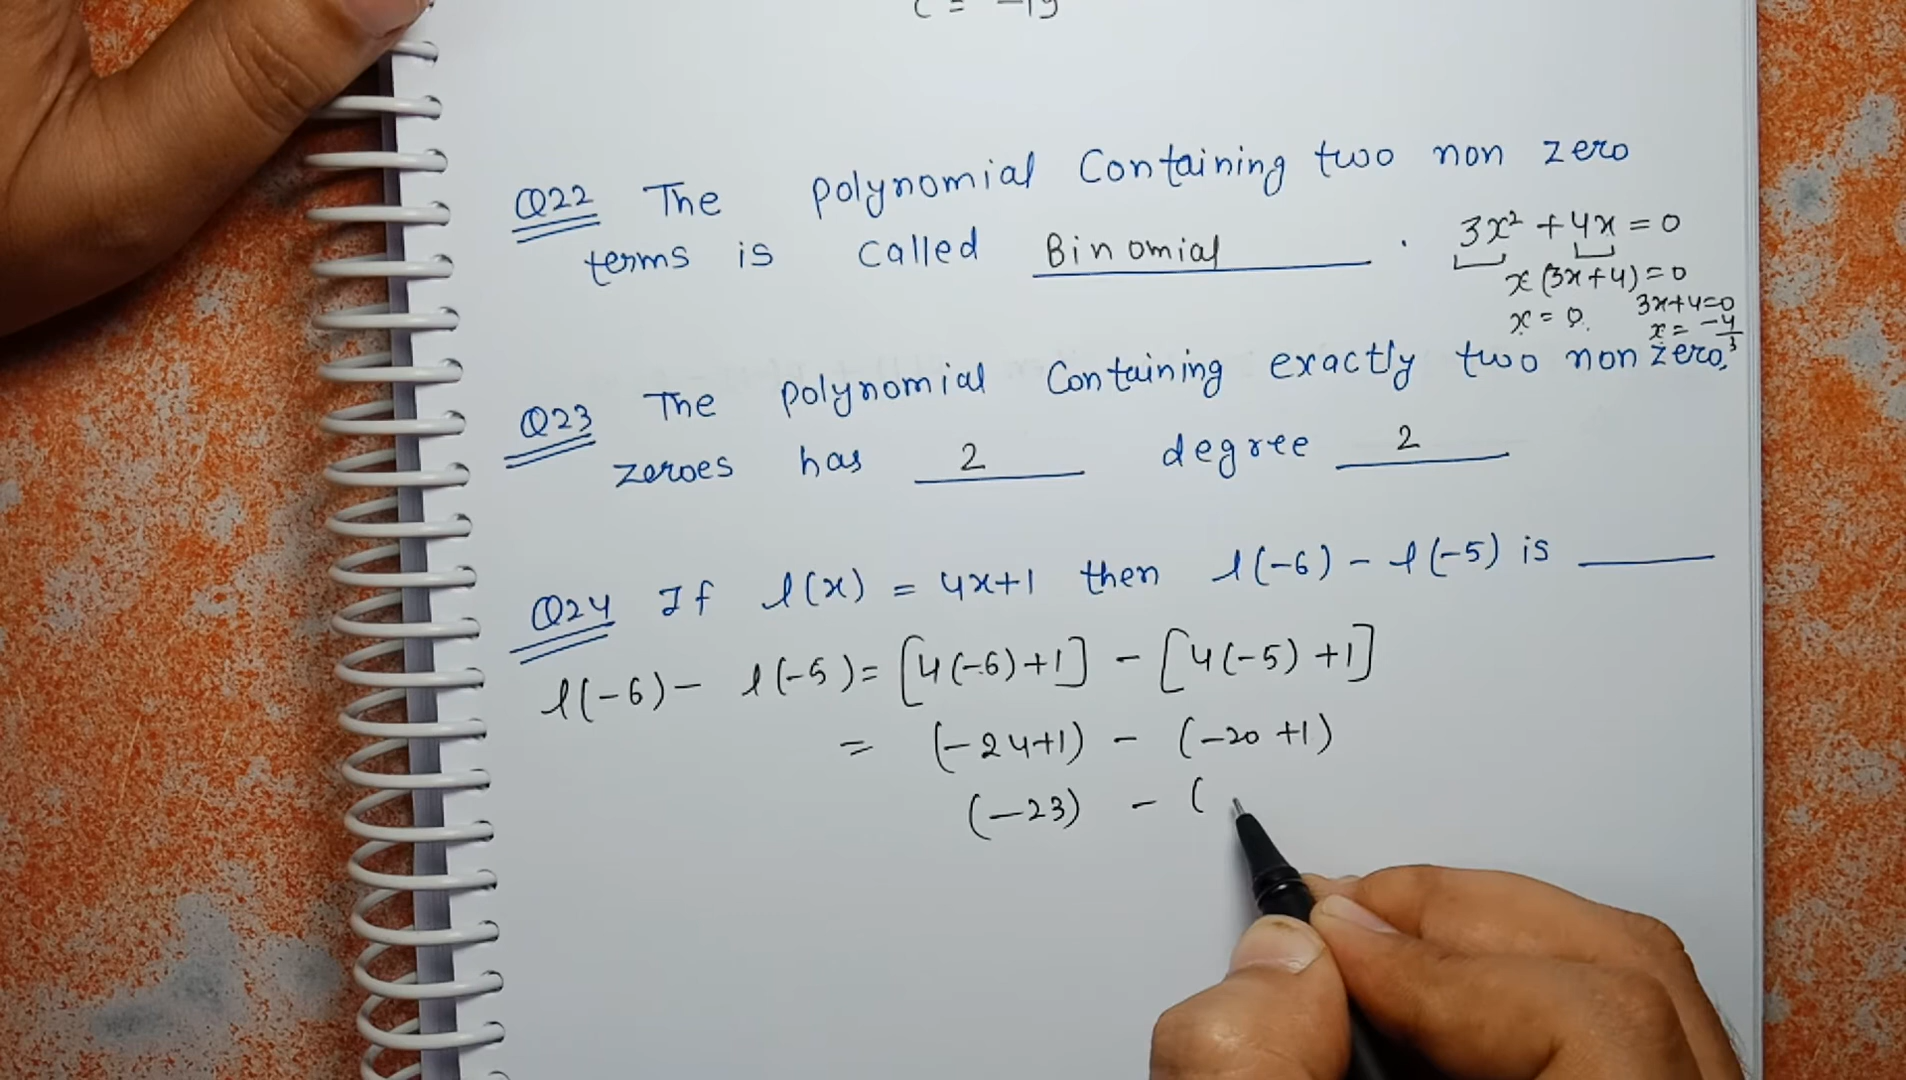 Q22 The polynomial Containing two non zero
terms is called Binomial .
3x² + 4x = 0
x(3x+4)=0
x = 0. 3x+4=0
x = -4/3
Q23 The polynomial Containing exactly two non zero
zeroes has 2 degree 2
Q24 If l(x) = 4x+1 then l(-6) - l(-5) is ______
l(-6) - l(-5) = [4(-6)+1] - [4(-5)+1]
= (-24+1) - (-20+1)
(-23) - (